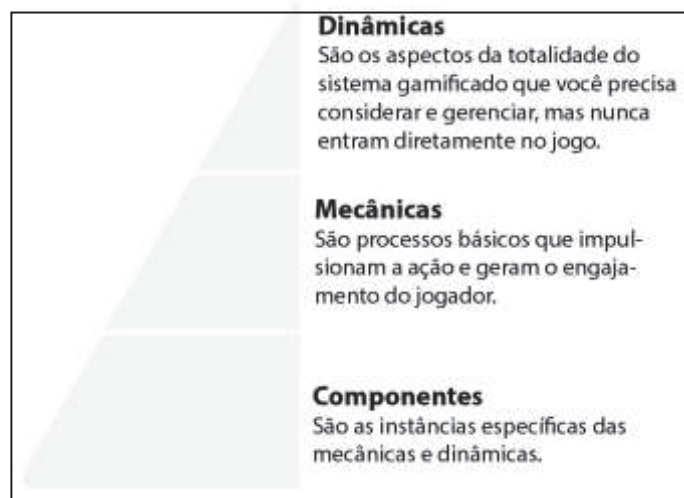 Dinâmicas
São os aspectos da totalidade do
sistema gamificado que você precisa
considerar e gerenciar, mas nunca
entram diretamente no jogo.
Mecânicas
São processos básicos que impul-
sionam a ação e geram o engaja-
mento do jogador.
Componentes
São as instâncias específicas das
mecânicas e dinâmicas.